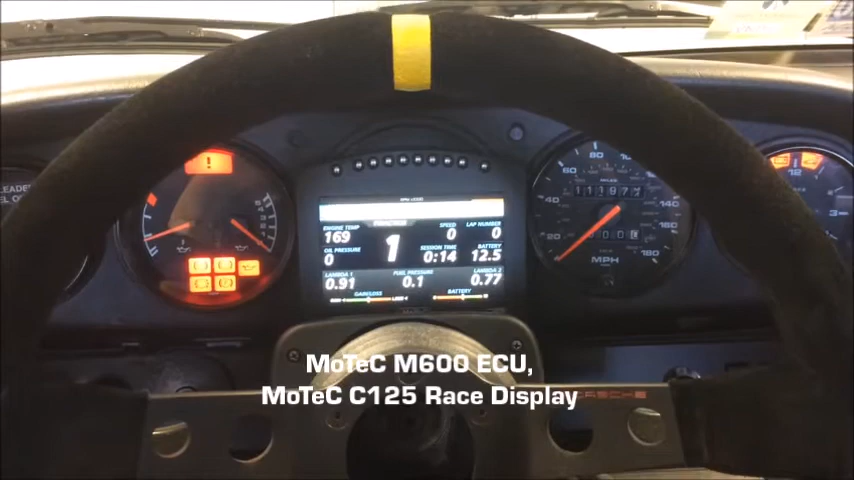 ENGINE TEMP
169
OIL PRESSURE
0
1
SPEED
0
LAP NUMBER
0
SESSION TIME
0:14
BATTERY
12.5
LAMBDA 1
0.91
FUEL PRESSURE
0.1
LAMBDA 2
0.77
BATTERY
80
40
20
140
160
180
MPH
MoTeC M600 ECU,
MoTeC C125 Race Display
PORSCHE